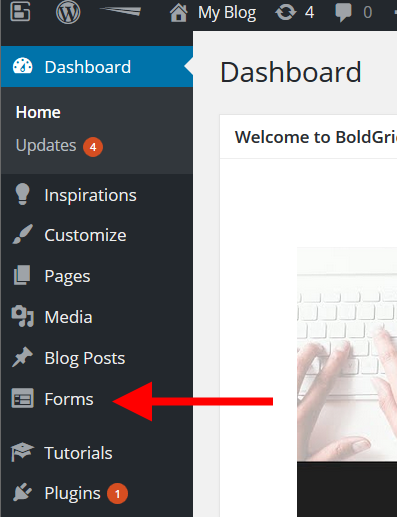 My Blog 4 0
Dashboard
Dashboard
Home
Updates 4
Welcome to BoldGri
Inspirations
Customize
Pages
Media
Blog Posts
Forms
Tutorials
Plugins 1